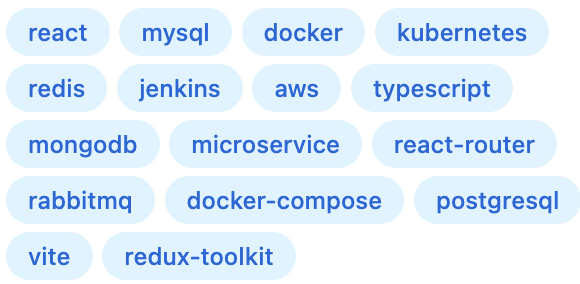 react mysql docker kubernetes
redis jenkins aws typescript
mongodb microservice react-router
rabbitmq docker-compose postgresql
vite redux-toolkit